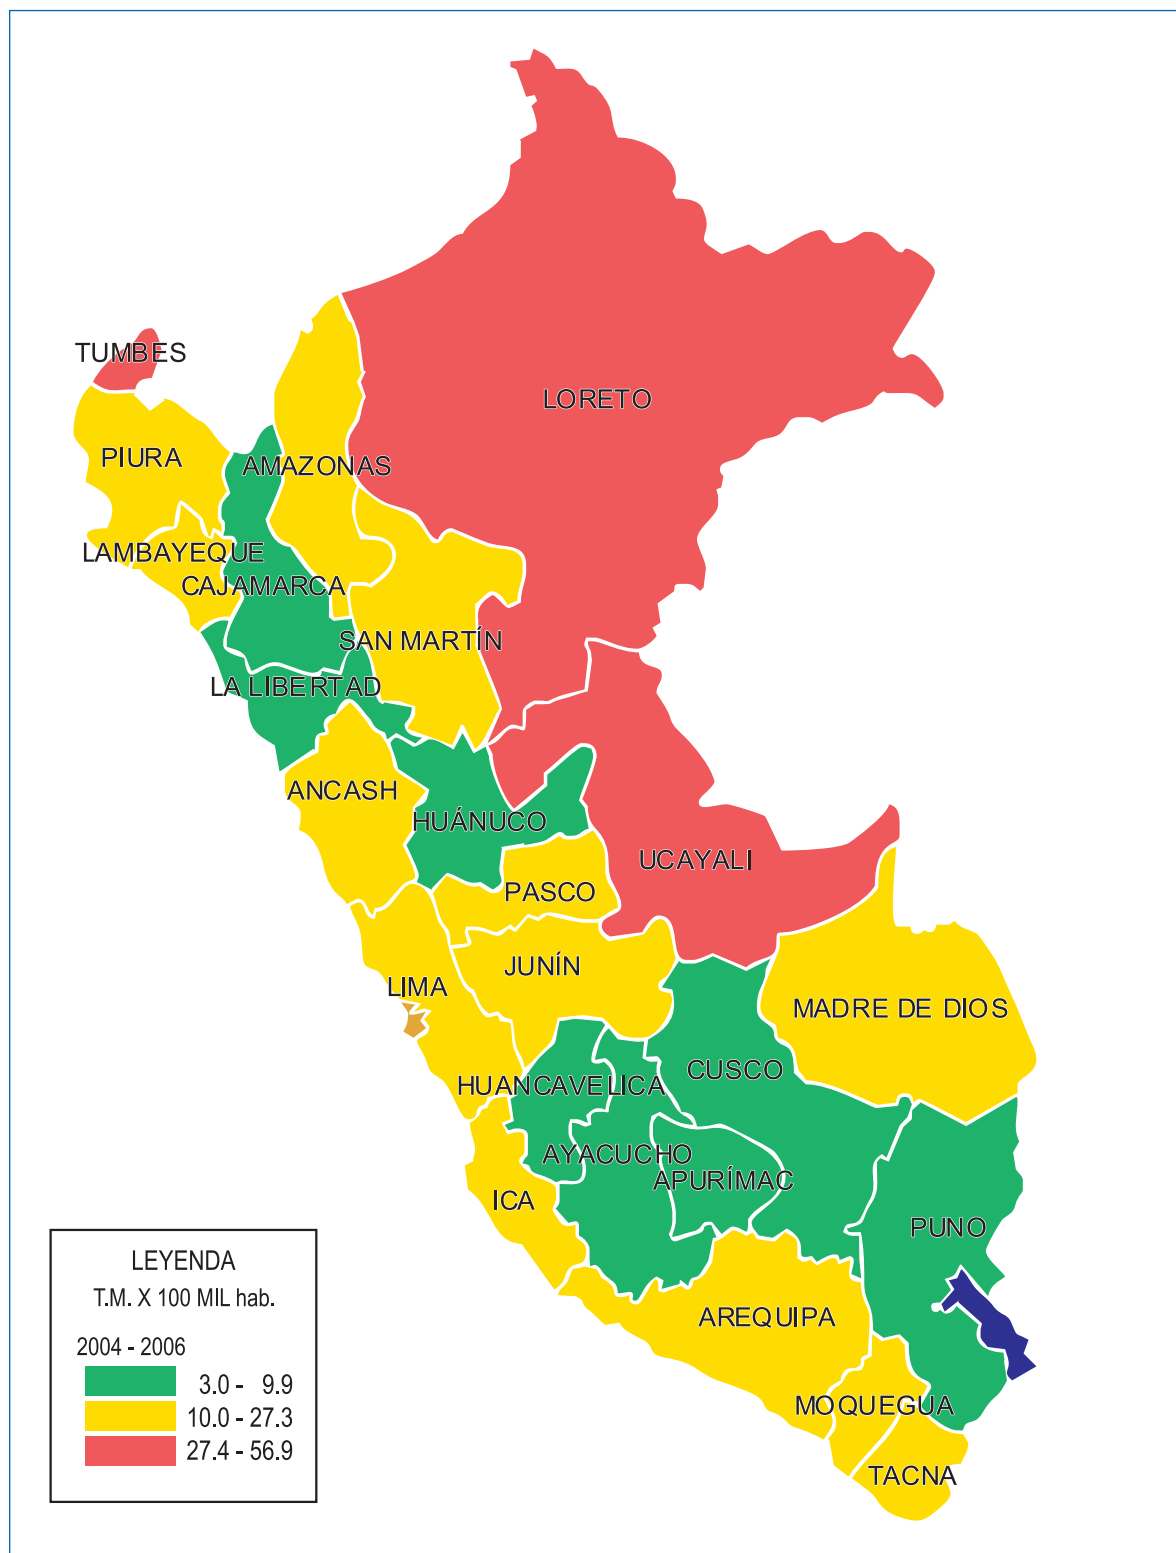 TUMBES
LORETO
PIURA
AMAZONAS
LAMBAYEQUE
CAJAMARCA
SAN MARTÍN
LA LIBERTAD
ANCASH
HUÁNUCO
UCAYALI
PASCO
JUNÍN
LIMA
MADRE DE DIOS
CUSCO
HUANCAVELICA
AYACUCHO
APURÍMAC
ICA
PUNO
AREQUIPA
MOQUEGUA
TACNA
LEYENDA
T.M. X 100 MIL hab.
2004 - 2006
3.0 - 9.9
10.0 - 27.3
27.4 - 56.9